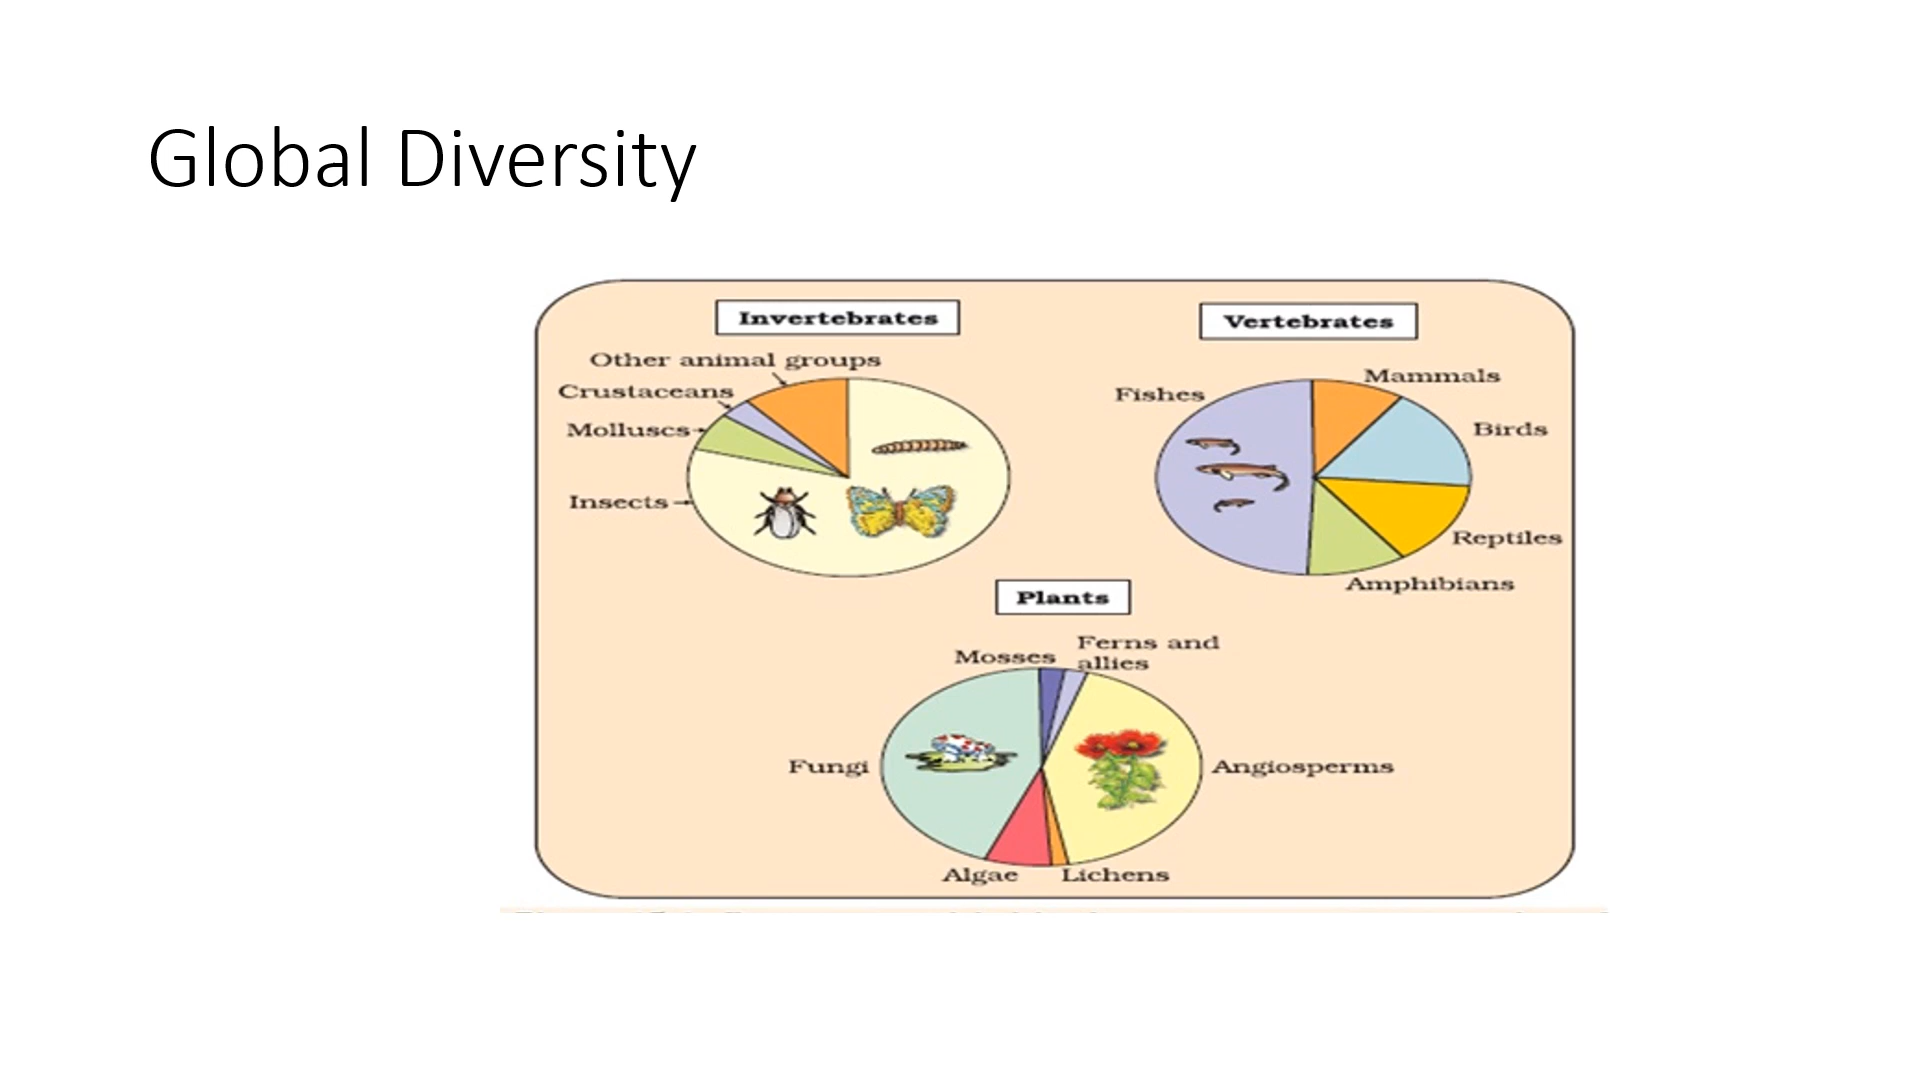 Global Diversity
Invertebrates
Other animal groups
Crustaceans
Molluscs
Insects
Vertebrates
Fishes
Mammals
Birds
Reptiles
Amphibians
Plants
Mosses
Ferns and
allies
Fungi
Angiosperms
Algae
Lichens